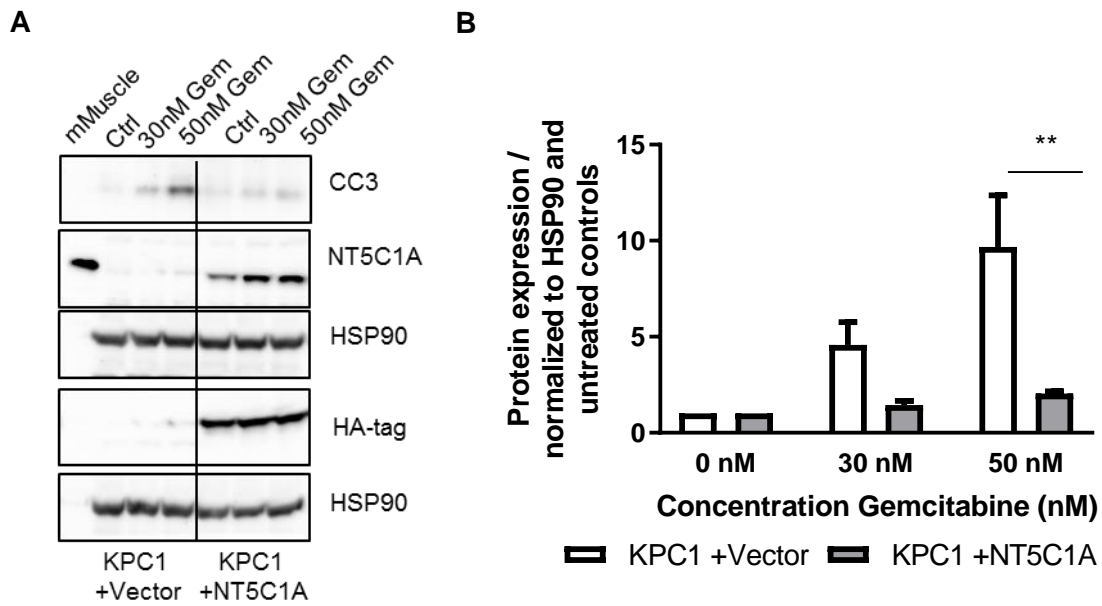 A
mMuscle
Ctrl
30nM Gem
50nM Gem
Ctrl
30nM Gem
50nM Gem
CC3
NT5C1A
HSP90
HA-tag
HSP90
KPC1
+Vector
KPC1
+NT5C1A
B
Protein expression /
normalized to HSP90 and
untreated controls
15
10
5
0
**
0 nM
30 nM
50 nM
Concentration Gemcitabine (nM)
KPC1 +Vector
KPC1 +NT5C1A